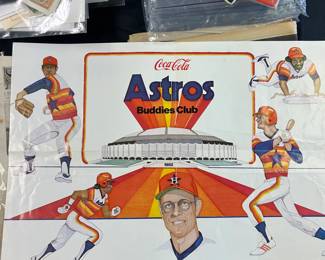 Coca-Cola
Astros
Buddies Club